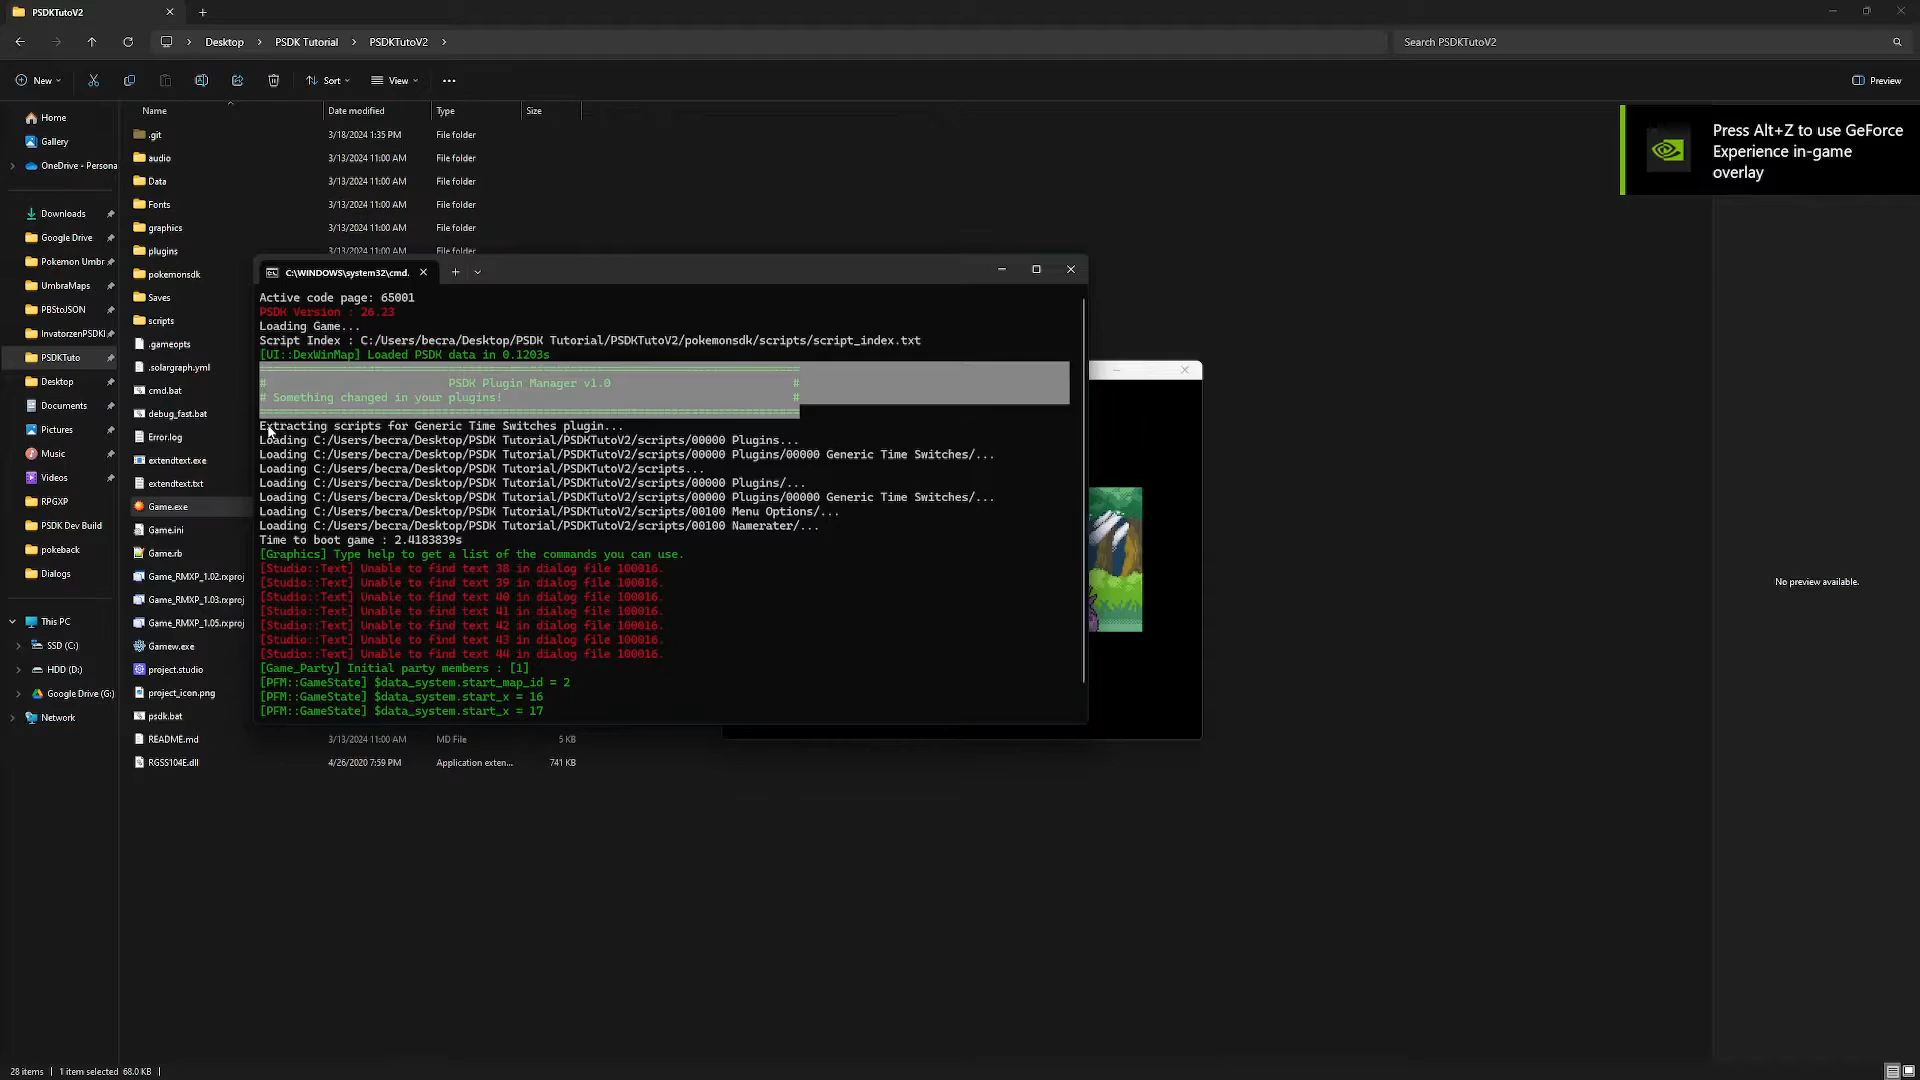 PSDKTutoV2
Desktop > PSDK Tutorial > PSDKTutoV2 >
Search PSDKTutoV2
New
Sort
View
Preview
Name Date modified Type Size
Home
Gallery
OneDrive - Persona
Downloads
Google Drive
Pokemon Umbr
UmbraMaps
PBStoJSON
InvatorzenPSDKI
PSDKTuto
Desktop
Documents
Pictures
Music
Videos
RPGXP
PSDK Dev Build
pokeback
Dialogs
This PC
SSD (C:)
HDD (D:)
Google Drive (G:)
Network
.git 3/18/2024 1:35 PM File folder
audio 3/13/2024 11:00 AM File folder
Data 3/13/2024 11:00 AM File folder
Fonts 3/13/2024 11:00 AM File folder
graphics 3/13/2024 11:00 AM File folder
plugins 3/13/2024 11:00 AM File folder
pokemonsdk
Saves
scripts
.gameopts
.solargraph.yml
cmd.bat
debug_fast.bat
Error.log
extendtext.exe
extendtext.txt
Game.exe
Game.ini
Game.rb
Game_RMXP_1.02.rxproj
Game_RMXP_1.03.rxproj
Game_RMXP_1.05.rxproj
Gamew.exe
project.studio
project_icon.png
psdk.bat
README.md 3/13/2024 11:00 AM MD File 5 KB
RGSS104E.dll 4/26/2020 7:59 PM Application exten... 741 KB
C:\WINDOWS\system32\cmd.
Active code page: 65001
PSDK Version : 26.23
Loading Game...
Script Index : C:/Users/becra/Desktop/PSDK Tutorial/PSDKTutoV2/pokemonsdk/scripts/script_index.txt
[UI::DexWinMap] Loaded PSDK data in 0.1203s
# PSDK Plugin Manager v1.0 #
# Something changed in your plugins! #
Extracting scripts for Generic Time Switches plugin...
Loading C:/Users/becra/Desktop/PSDK Tutorial/PSDKTutoV2/scripts/00000 Plugins...
Loading C:/Users/becra/Desktop/PSDK Tutorial/PSDKTutoV2/scripts/00000 Plugins/00000 Generic Time Switches/...
Loading C:/Users/becra/Desktop/PSDK Tutorial/PSDKTutoV2/scripts...
Loading C:/Users/becra/Desktop/PSDK Tutorial/PSDKTutoV2/scripts/00000 Plugins/...
Loading C:/Users/becra/Desktop/PSDK Tutorial/PSDKTutoV2/scripts/00000 Plugins/00000 Generic Time Switches/...
Loading C:/Users/becra/Desktop/PSDK Tutorial/PSDKTutoV2/scripts/00100 Menu Options/...
Loading C:/Users/becra/Desktop/PSDK Tutorial/PSDKTutoV2/scripts/00100 Namerater/...
Time to boot game : 2.4183839s
[Graphics] Type help to get a list of the commands you can use.
[Studio::Text] Unable to find text 38 in dialog file 100016.
[Studio::Text] Unable to find text 39 in dialog file 100016.
[Studio::Text] Unable to find text 40 in dialog file 100016.
[Studio::Text] Unable to find text 41 in dialog file 100016.
[Studio::Text] Unable to find text 42 in dialog file 100016.
[Studio::Text] Unable to find text 43 in dialog file 100016.
[Studio::Text] Unable to find text 44 in dialog file 100016.
[Game_Party] Initial party members : [1]
[PFM::GameState] $data_system.start_map_id = 2
[PFM::GameState] $data_system.start_x = 16
[PFM::GameState] $data_system.start_x = 17
Press Alt+Z to use GeForce
Experience in-game
overlay
No preview available.
28 items | 1 item selected 68.0 KB |